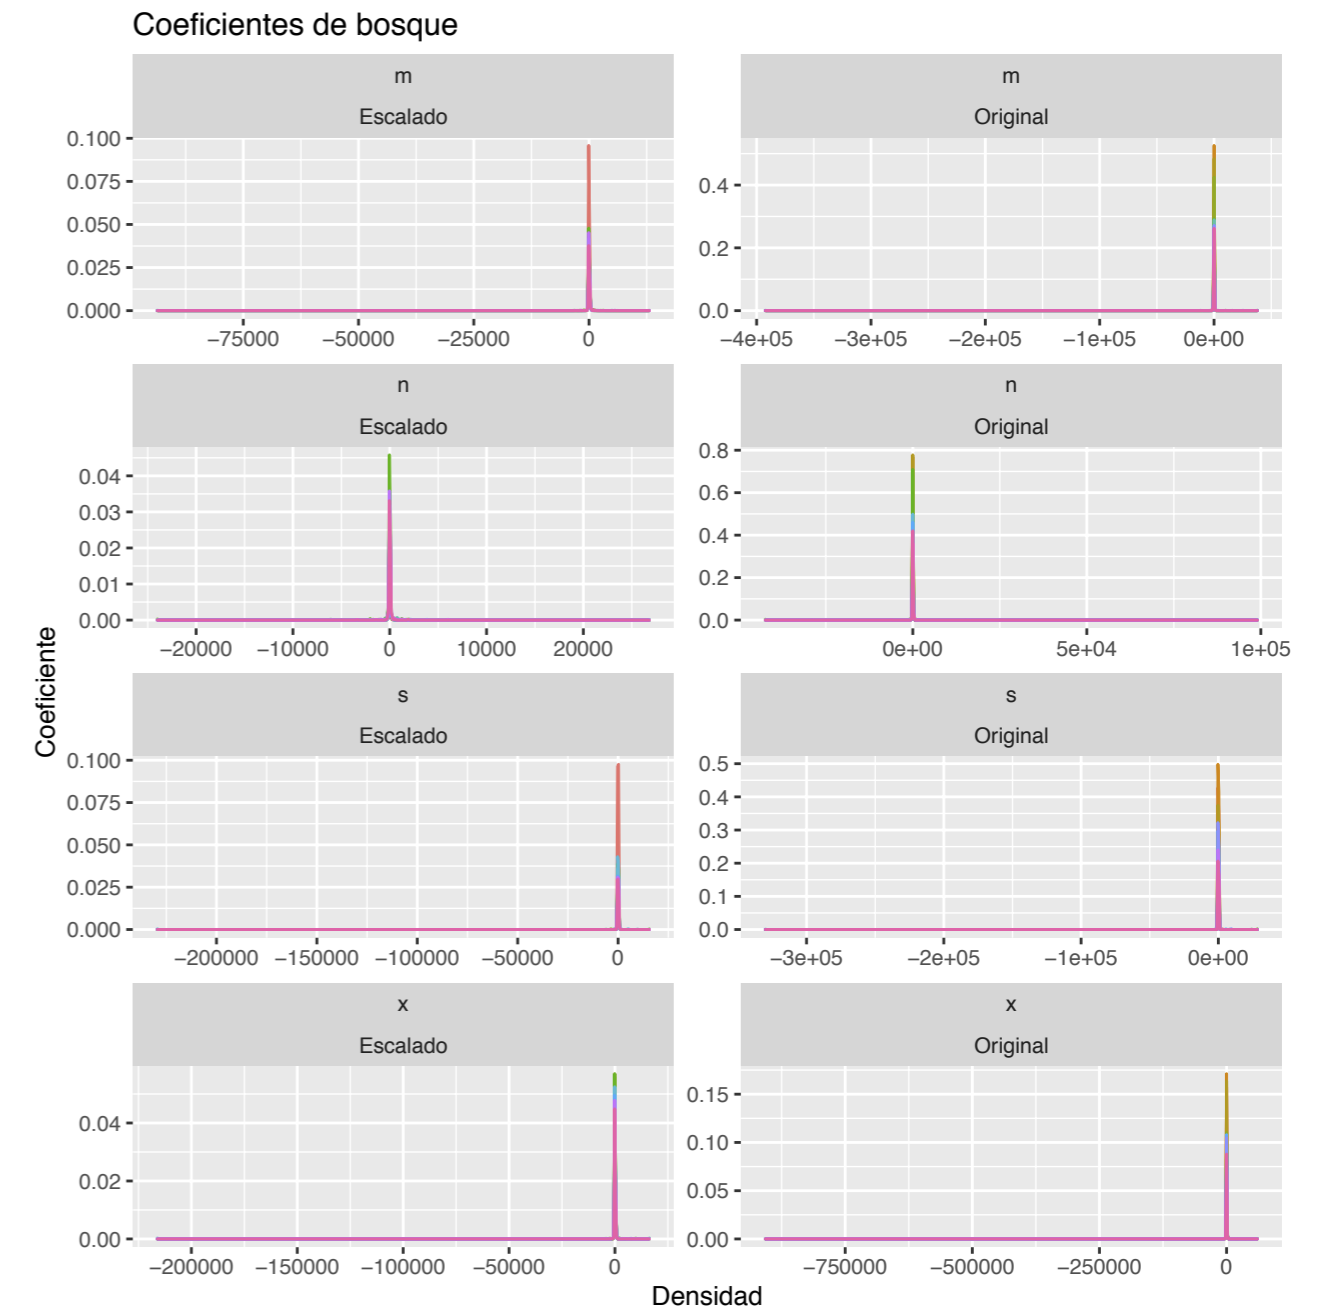 Coeficientes de bosque
m m
Escalado Original
0.100
0.075
0.050
0.025
0.000
0.4
0.2
0.0
−75000 −50000 −25000 0
−4e+05 −3e+05 −2e+05 −1e+05 0e+00
n n
Escalado Original
0.04
0.03
0.02
0.01
0.00
0.8
0.6
0.4
0.2
0.0
−20000 −10000 0 10000 20000
0e+00 5e+04 1e+05
Coeficiente
s s
Escalado Original
0.100
0.075
0.050
0.025
0.000
0.5
0.4
0.3
0.2
0.1
0.0
−200000 −150000 −100000 −50000 0
−3e+05 −2e+05 −1e+05 0e+00
x x
Escalado Original
0.04
0.02
0.00
0.15
0.10
0.05
0.00
−200000 −150000 −100000 −50000 0
−750000 −500000 −250000 0
Densidad